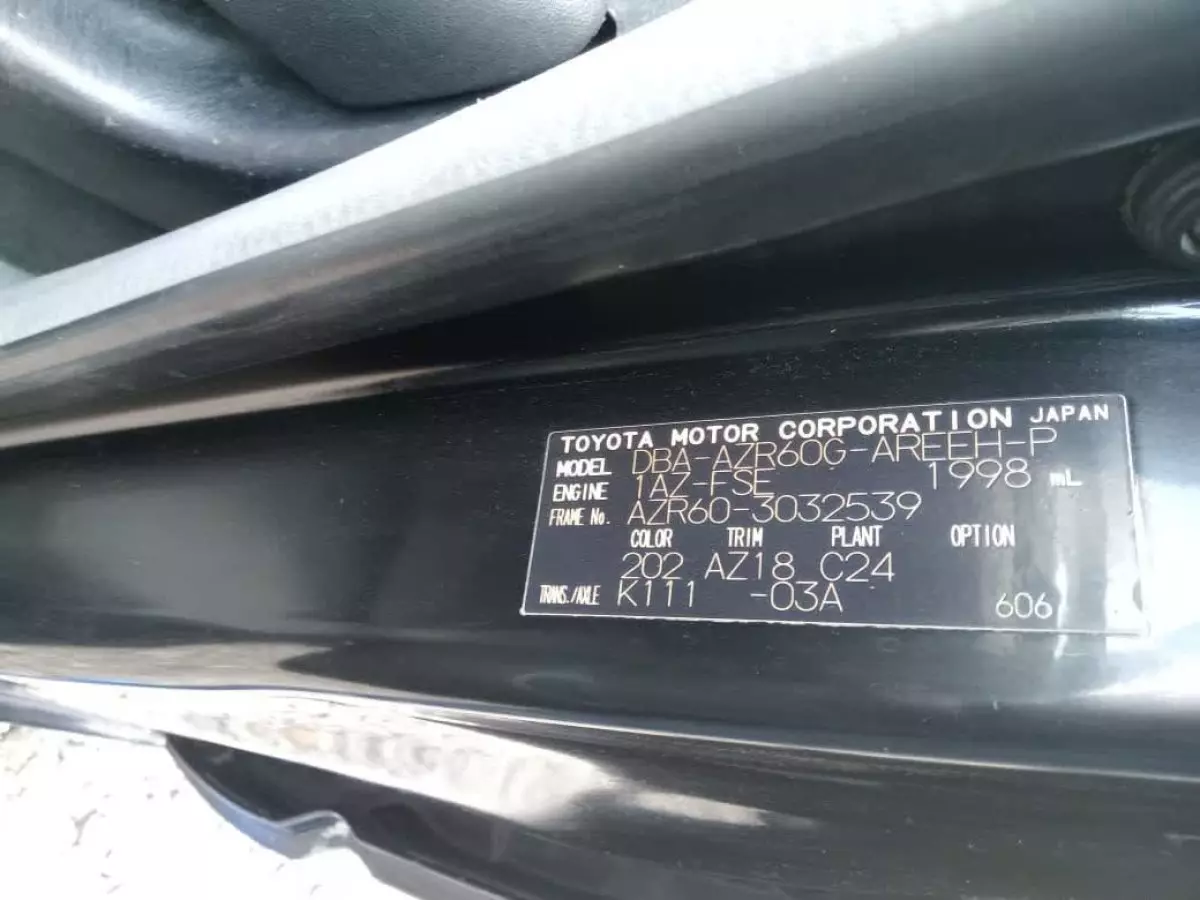 TOYOTA MOTOR CORPORATION JAPAN
MODEL DBA-AZR60G-AREEH-P
ENGINE 1AZ-FSE 1998 mL
FRAME No. AZR60-3032539
COLOR TRIM PLANT OPTION
202 AZ18 C24
TRANS./AXLE K111 -03A 606